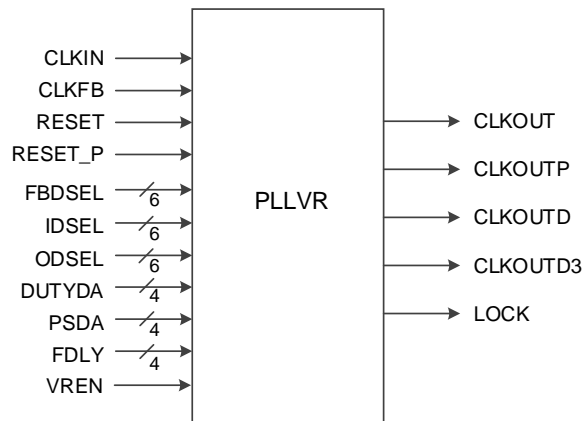 CLKIN
CLKFB
RESET
RESET_P
FBDSEL
6
IDSEL
6
ODSEL
6
DUTYDA
4
PSDA
4
FDLY
4
VREN
PLLVR
CLKOUT
CLKOUTP
CLKOUTD
CLKOUTD3
LOCK